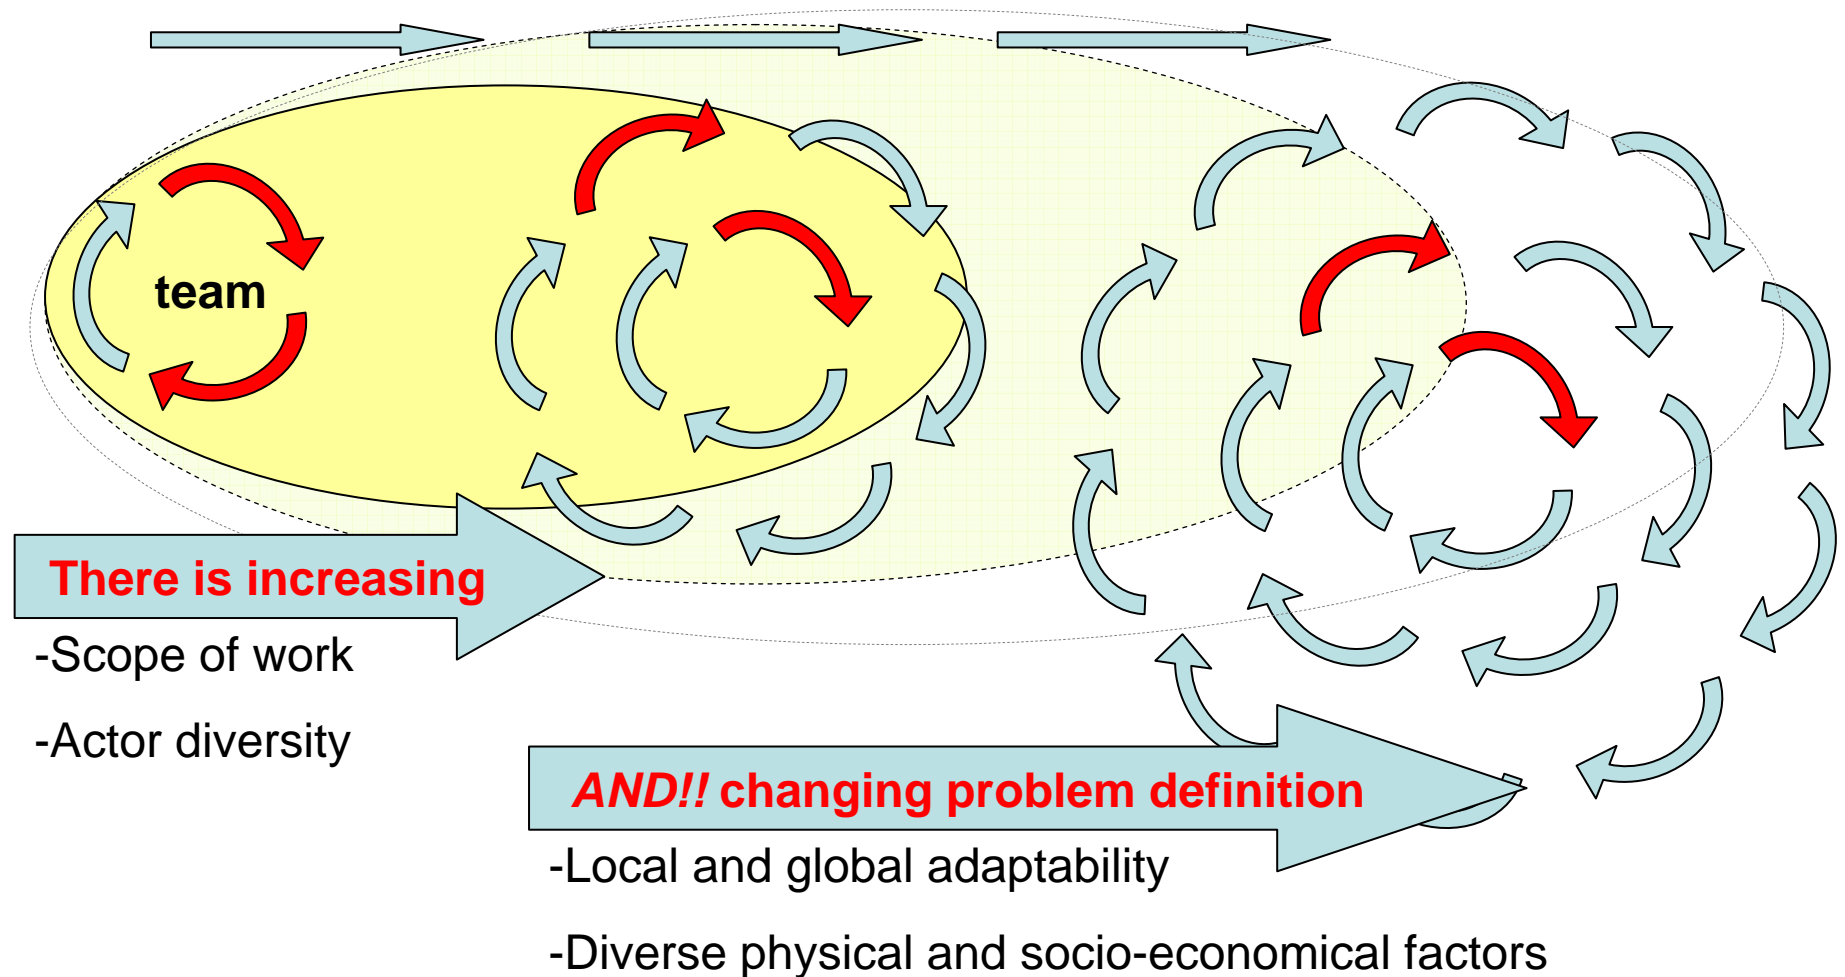 team
There is increasing
-Scope of work
-Actor diversity
AND!! changing problem definition
-Local and global adaptability
-Diverse physical and socio-economical factors